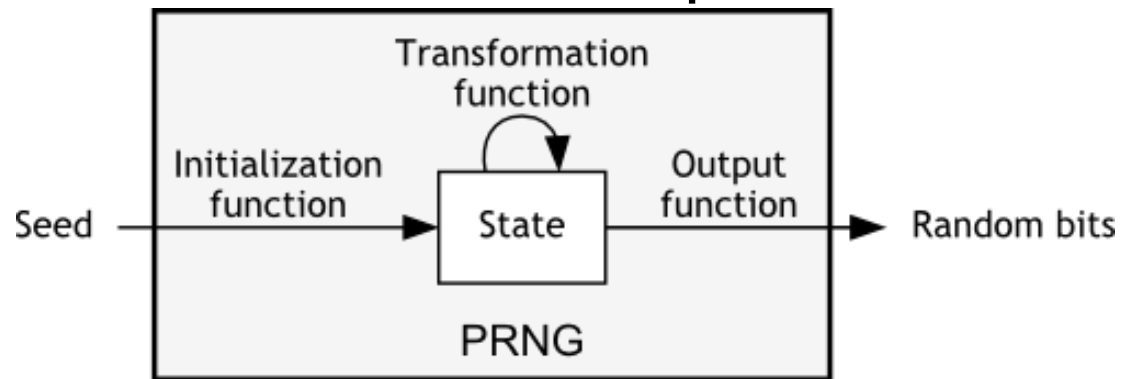 Transformation
function
Initialization
function
Output
function
Seed
State
Random bits
PRNG